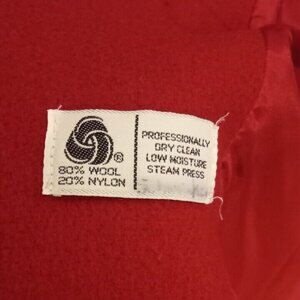 ®
80% WOOL
20% NYLON
PROFESSIONALLY
DRY CLEAN
LOW MOISTURE
STEAM PRESS